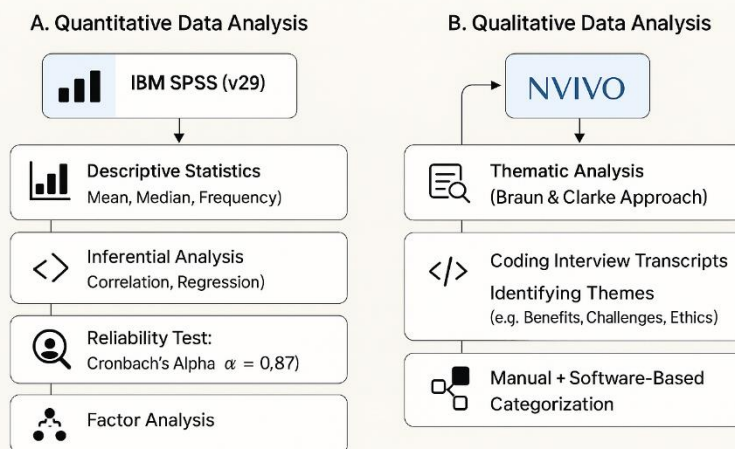 A. Quantitative Data Analysis
IBM SPSS (v29)
Descriptive Statistics
Mean, Median, Frequency)
Inferential Analysis
Correlation, Regression)
Reliability Test:
Cronbach's Alpha α = 0,87)
Factor Analysis
B. Qualitative Data Analysis
NVIVO
Thematic Analysis
(Braun & Clarke Approach)
Coding Interview Transcripts
Identifying Themes
(e.g. Benefits, Challenges, Ethics)
Manual + Software-Based
Categorization